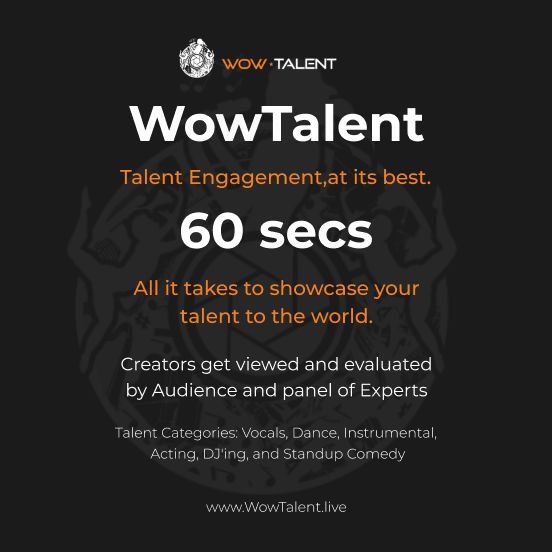 WOW·TALENT
WowTalent
Talent Engagement,at its best.
60 secs
All it takes to showcase your
talent to the world.
Creators get viewed and evaluated
by Audience and panel of Experts
Talent Categories: Vocals, Dance, Instrumental,
Acting, DJ'ing, and Standup Comedy
www.WowTalent.live